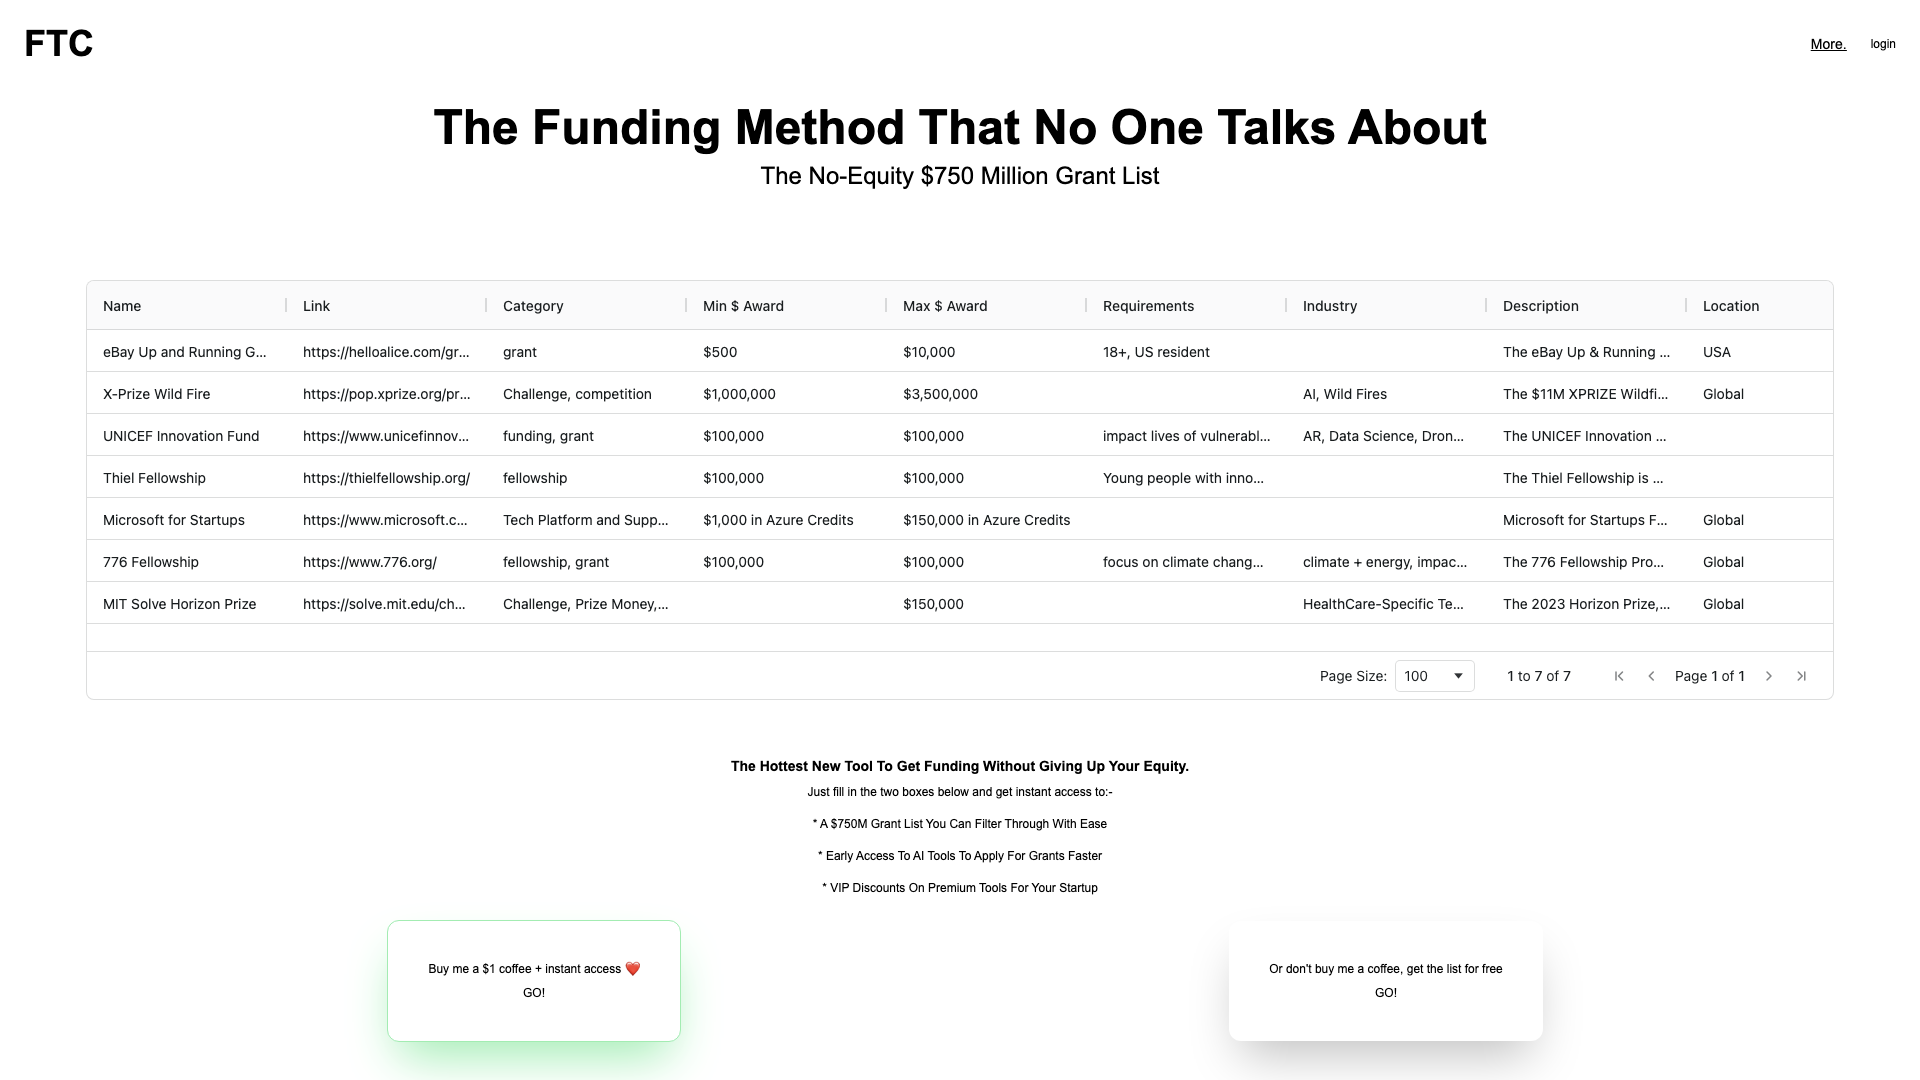 FTC
More. login
The Funding Method That No One Talks About
The No-Equity $750 Million Grant List
Name Link Category Min $ Award Max $ Award Requirements Industry Description Location
eBay Up and Running G... https://helloalice.com/gr... grant $500 $10,000 18+, US resident The eBay Up & Running ... USA
X-Prize Wild Fire https://pop.xprize.org/pr... Challenge, competition $1,000,000 $3,500,000 AI, Wild Fires The $11M XPRIZE Wildfi... Global
UNICEF Innovation Fund https://www.unicefinnov... funding, grant $100,000 $100,000 impact lives of vulnerabl... AR, Data Science, Dron... The UNICEF Innovation ...
Thiel Fellowship https://thielfellowship.org/ fellowship $100,000 $100,000 Young people with inno... The Thiel Fellowship is ...
Microsoft for Startups https://www.microsoft.c... Tech Platform and Supp... $1,000 in Azure Credits $150,000 in Azure Credits Microsoft for Startups F... Global
776 Fellowship https://www.776.org/ fellowship, grant $100,000 $100,000 focus on climate chang... climate + energy, impac... The 776 Fellowship Pro... Global
MIT Solve Horizon Prize https://solve.mit.edu/ch... Challenge, Prize Money,... $150,000 HealthCare-Specific Te... The 2023 Horizon Prize,... Global
Page Size: 100 1 to 7 of 7 Page 1 of 1
The Hottest New Tool To Get Funding Without Giving Up Your Equity.
Just fill in the two boxes below and get instant access to:-
* A $750M Grant List You Can Filter Through With Ease
* Early Access To AI Tools To Apply For Grants Faster
* VIP Discounts On Premium Tools For Your Startup
Buy me a $1 coffee + instant access ❤️
GO!
Or don't buy me a coffee, get the list for free
GO!